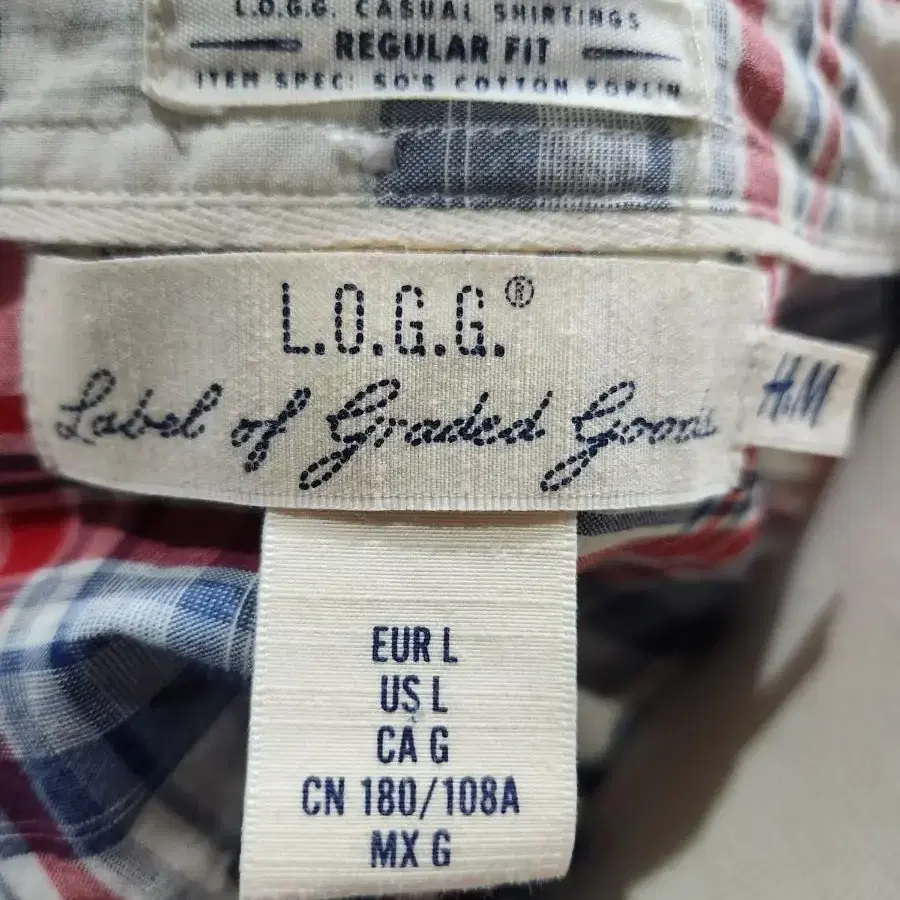 L.O.G.G. CASUAL SHIRTINGS
REGULAR FIT
ITEM SPEC: 50'S COTTON POPLIN
L.O.G.G.®
Label of Graded Goods
H&M
EUR L
US L
CA G
CN 180/108A
MX G